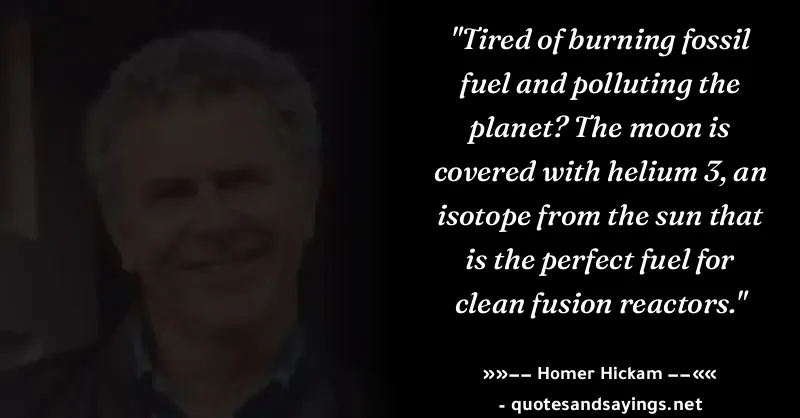 "Tired of burning fossil
fuel and polluting the
planet? The moon is
covered with helium 3, an
isotope from the sun that
is the perfect fuel for
clean fusion reactors."
»»−− Homer Hickam −−««
- quotesandsayings.net